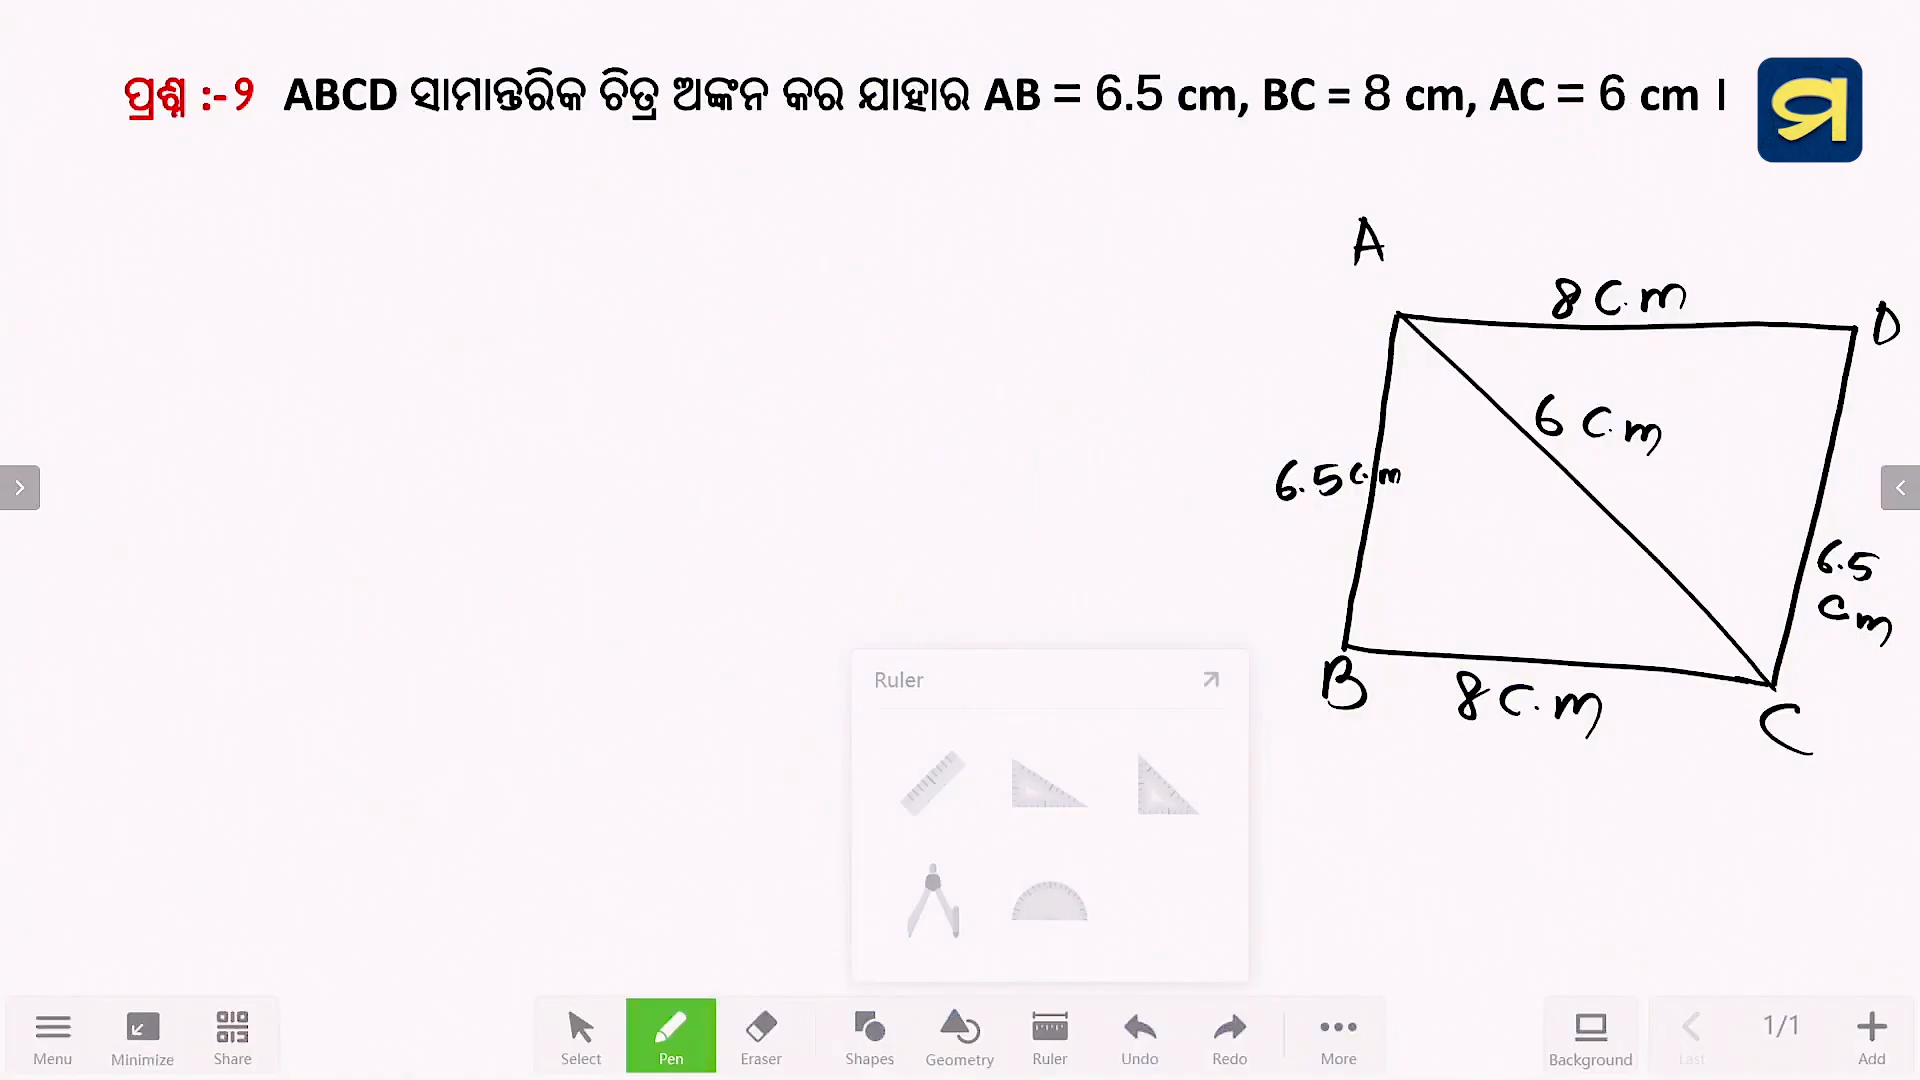 ପ୍ରଶ୍ନ :-୨ ABCD ସାମାନ୍ତରିକ ଚିତ୍ର ଅଙ୍କନ କର ଯାହାର AB = 6.5 cm, BC = 8 cm, AC = 6 cm ।
ମ
A
8 C.m
D
6 C.m
6.5 c.m
6.5
cm
B
8 C.m
C
Ruler
Menu
Minimize
Share
Select
Pen
Eraser
Shapes
Geometry
Ruler
Undo
Redo
More
Background
Last
1/1
Add